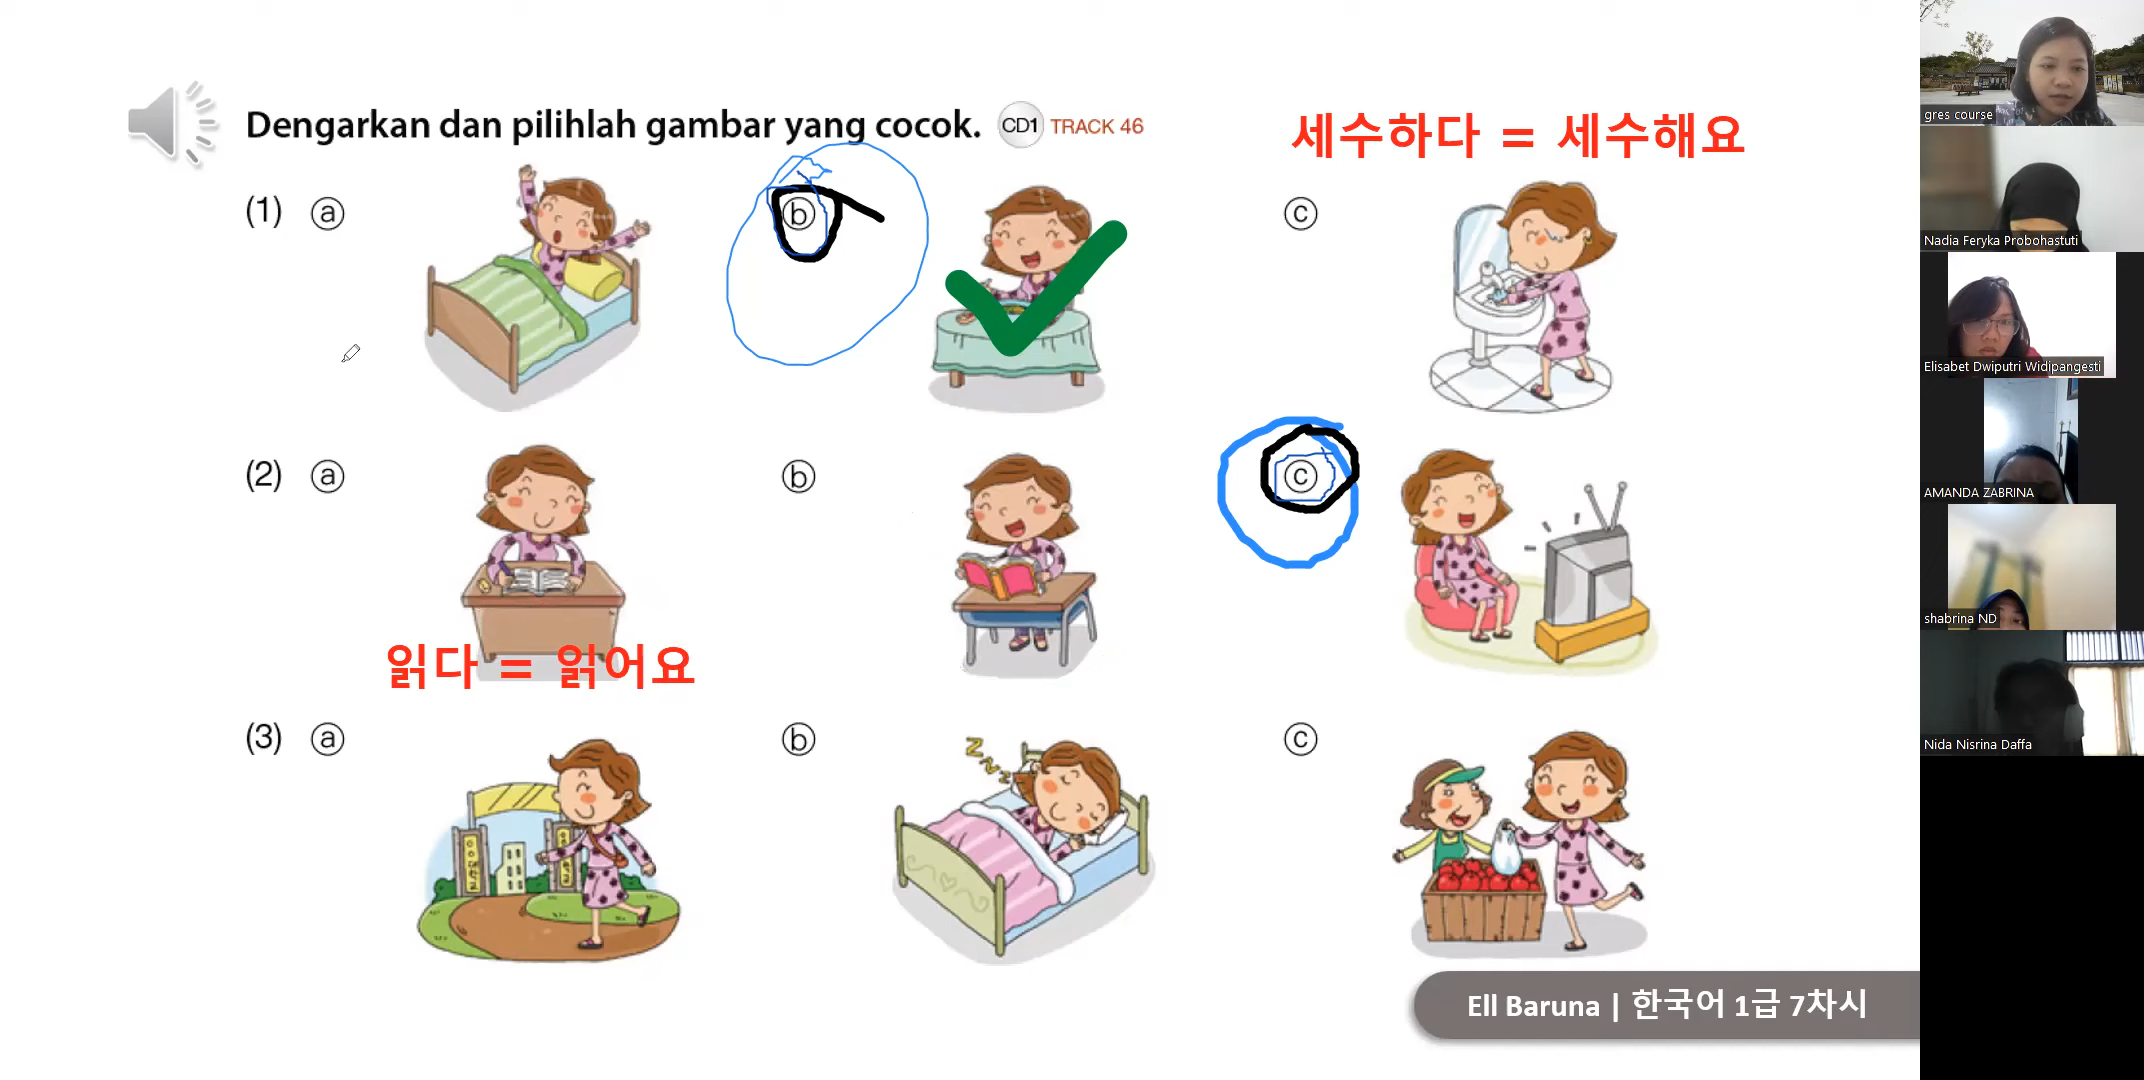 Dengarkan dan pilihlah gambar yang cocok. CD1 TRACK 46
세수하다 = 세수해요
(1) ⓐ ⓑ ⓒ
(2) ⓐ ⓑ ⓒ
읽다 = 읽어요
(3) ⓐ ⓑ ⓒ
Z Z Z Z
Ell Baruna | 한국어 1급 7차시
gres course
Nadia Feryka Probohastuti
Elisabet Dwiputri Widipangesti
AMANDA ZABRINA
shabrina ND
Nida Nisrina Daffa